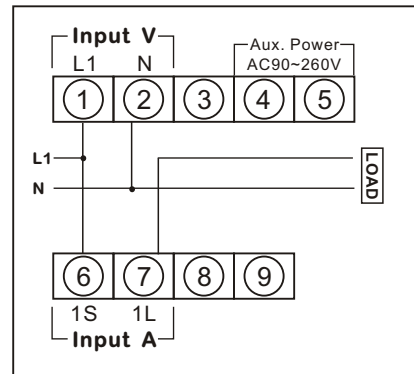 Input V
L1 N
Aux. Power
AC90~260V
1 2 3 4 5
L1
N
LOAD
6 7 8 9
1S 1L
Input A